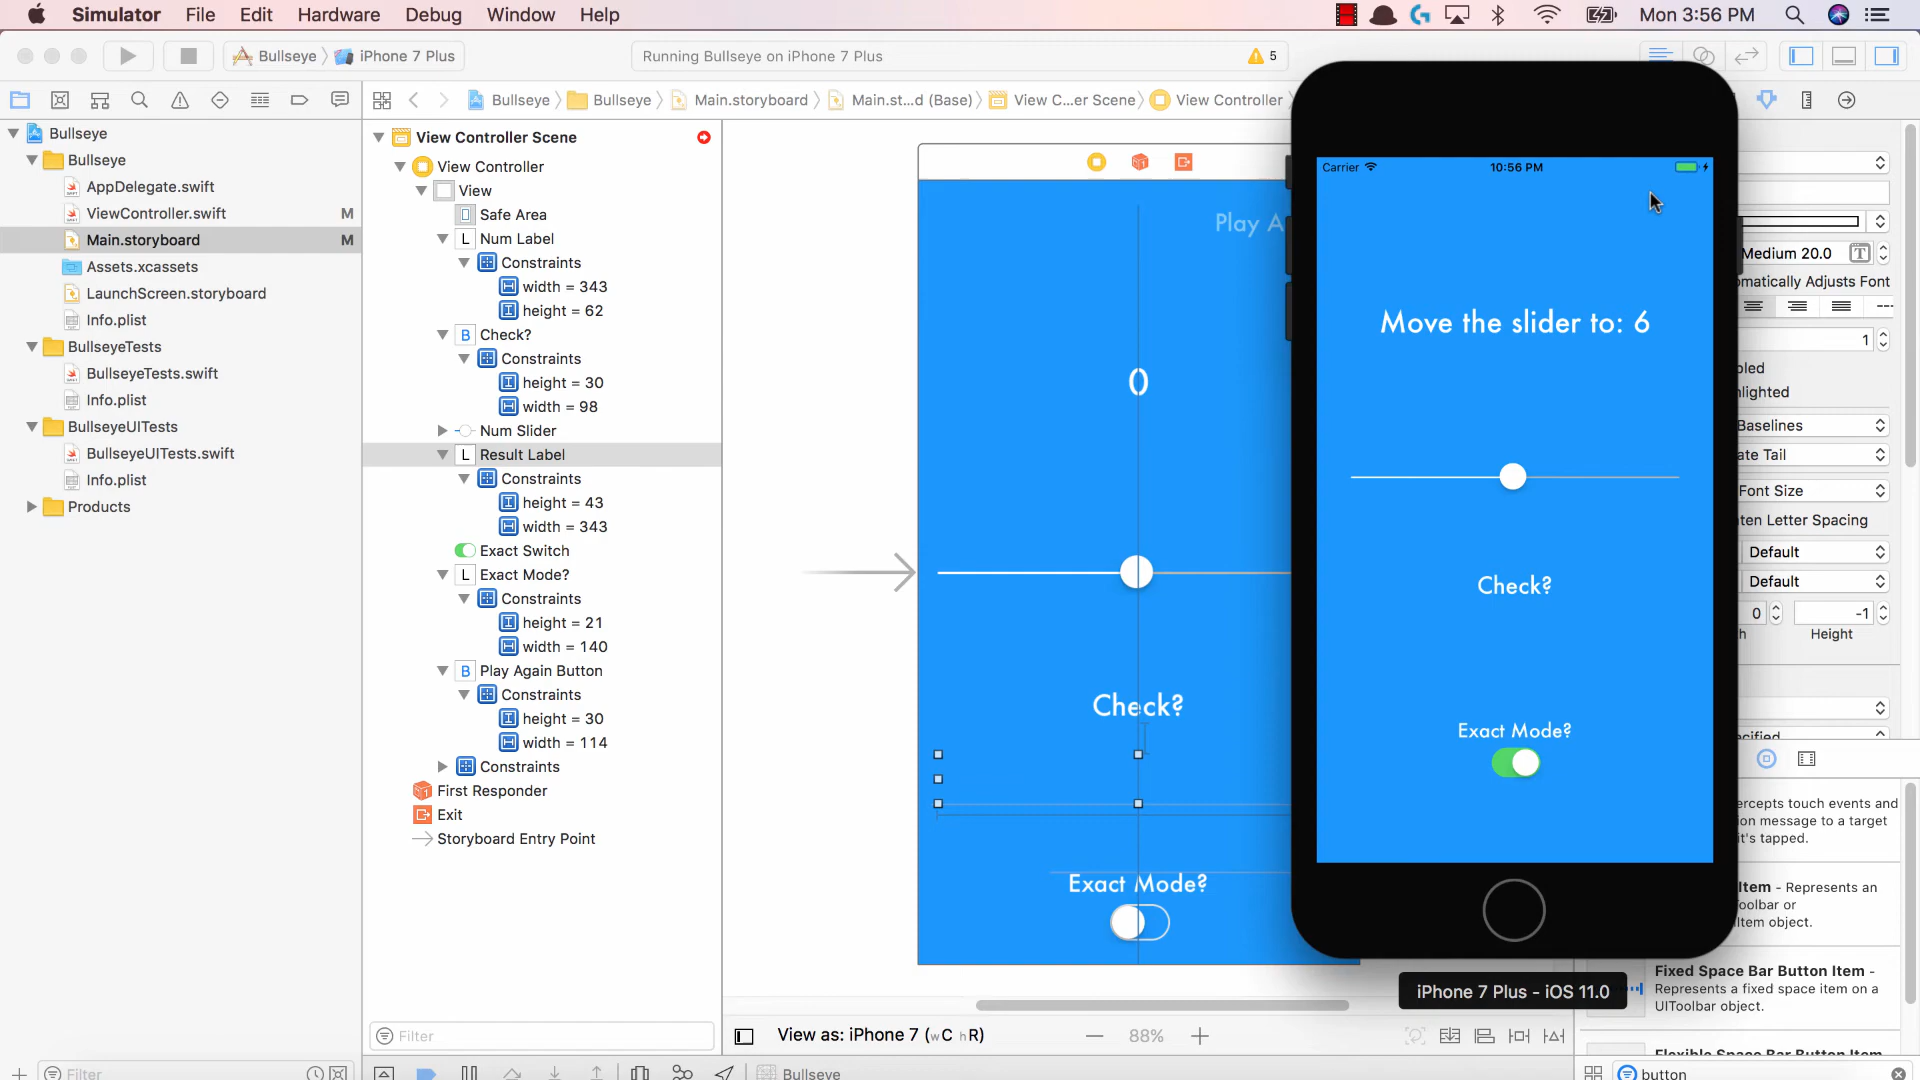 Simulator File Edit Hardware Debug Window Help Mon 3:56 PM
Bullseye iPhone 7 Plus Running Bullseye on iPhone 7 Plus 5
Bullseye Bullseye Main.storyboard Main.st...d (Base) View C...er Scene View Controller
Bullseye
Bullseye
AppDelegate.swift
ViewController.swift M
Main.storyboard M
Assets.xcassets
LaunchScreen.storyboard
Info.plist
BullseyeTests
BullseyeTests.swift
Info.plist
BullseyeUITests
BullseyeUITests.swift
Info.plist
Products
Filter
View Controller Scene
View Controller
View
Safe Area
L Num Label
Constraints
width = 343
height = 62
B Check?
Constraints
height = 30
width = 98
Num Slider
L Result Label
Constraints
height = 43
width = 343
Exact Switch
L Exact Mode?
Constraints
height = 21
width = 140
B Play Again Button
Constraints
height = 30
width = 114
Constraints
First Responder
Exit
Storyboard Entry Point
Filter
Play A
0
Check?
Exact Mode?
View as: iPhone 7 (wC hR) 88%
Bullseye
Carrier 10:56 PM
Move the slider to: 6
Check?
Exact Mode?
iPhone 7 Plus - iOS 11.0
Medium 20.0 T
matically Adjusts Font
1
bled
hlighted
Baselines
ate Tail
Font Size
ten Letter Spacing
Default
Default
0 -1
h Height
ecified
ercepts touch events and
ion message to a target
it's tapped.
Item - Represents an
oolbar or
Item object.
Fixed Space Bar Button Item -
Represents a fixed space item on a
UIToolbar object.
Flexible Space Bar Button Item
button